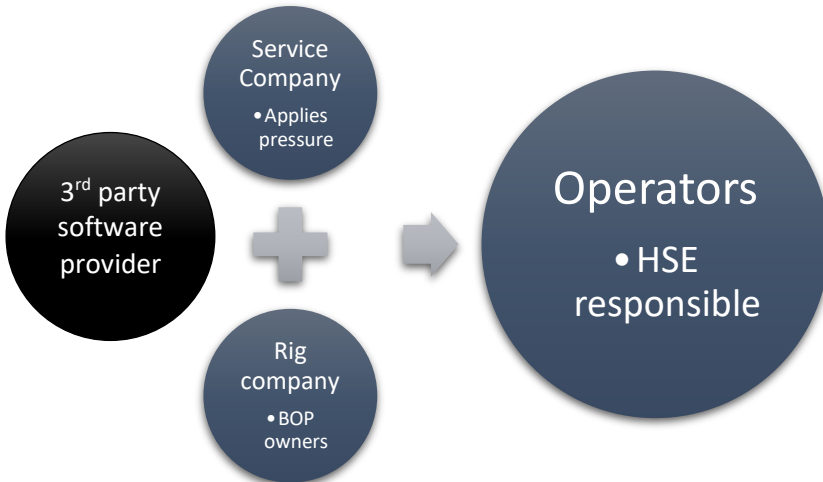 3rd party
software
provider
Service
Company
• Applies
pressure
Rig
company
• BOP
owners
Operators
• HSE
responsible